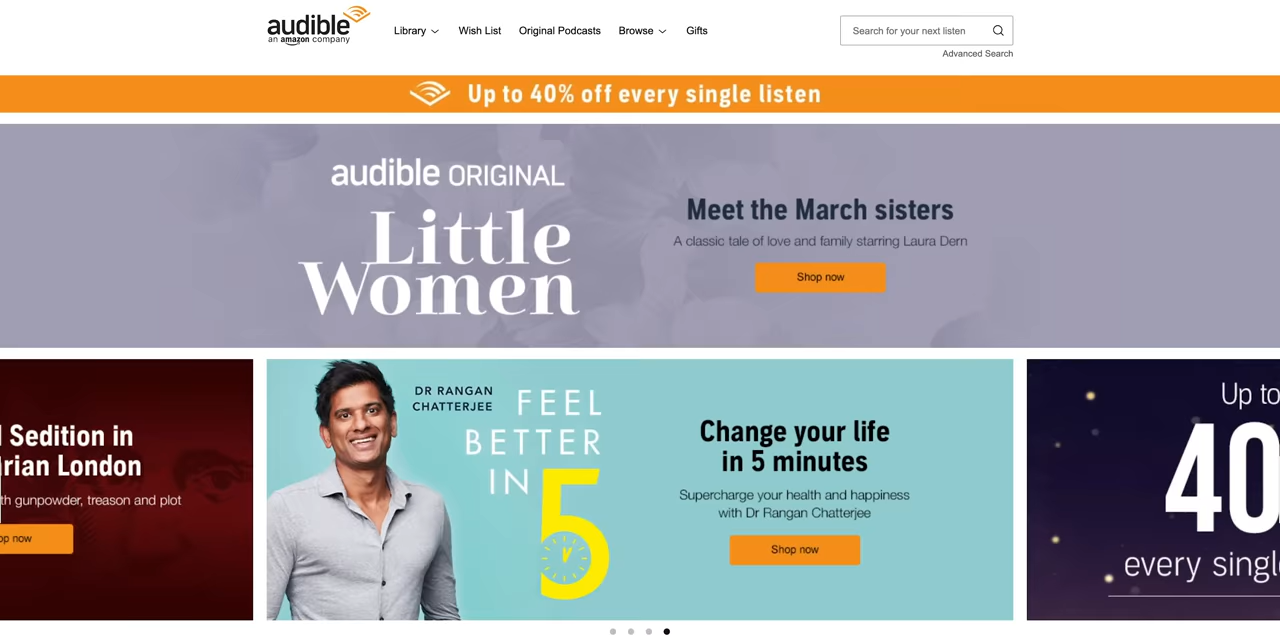 audible
an amazon company
Library
Wish List
Original Podcasts
Browse
Gifts
Search for your next listen
Advanced Search
Up to 40% off every single listen
audible ORIGINAL
Little
Women
Meet the March sisters
A classic tale of love and family starring Laura Dern
Shop now
Sedition in
rian London
th gunpowder, treason and plot
op now
DR RANGAN
CHATTERJEE
FEEL
BETTER
IN 5
Change your life
in 5 minutes
Supercharge your health and happiness
with Dr Rangan Chatterjee
Shop now
Up to
40
every singl